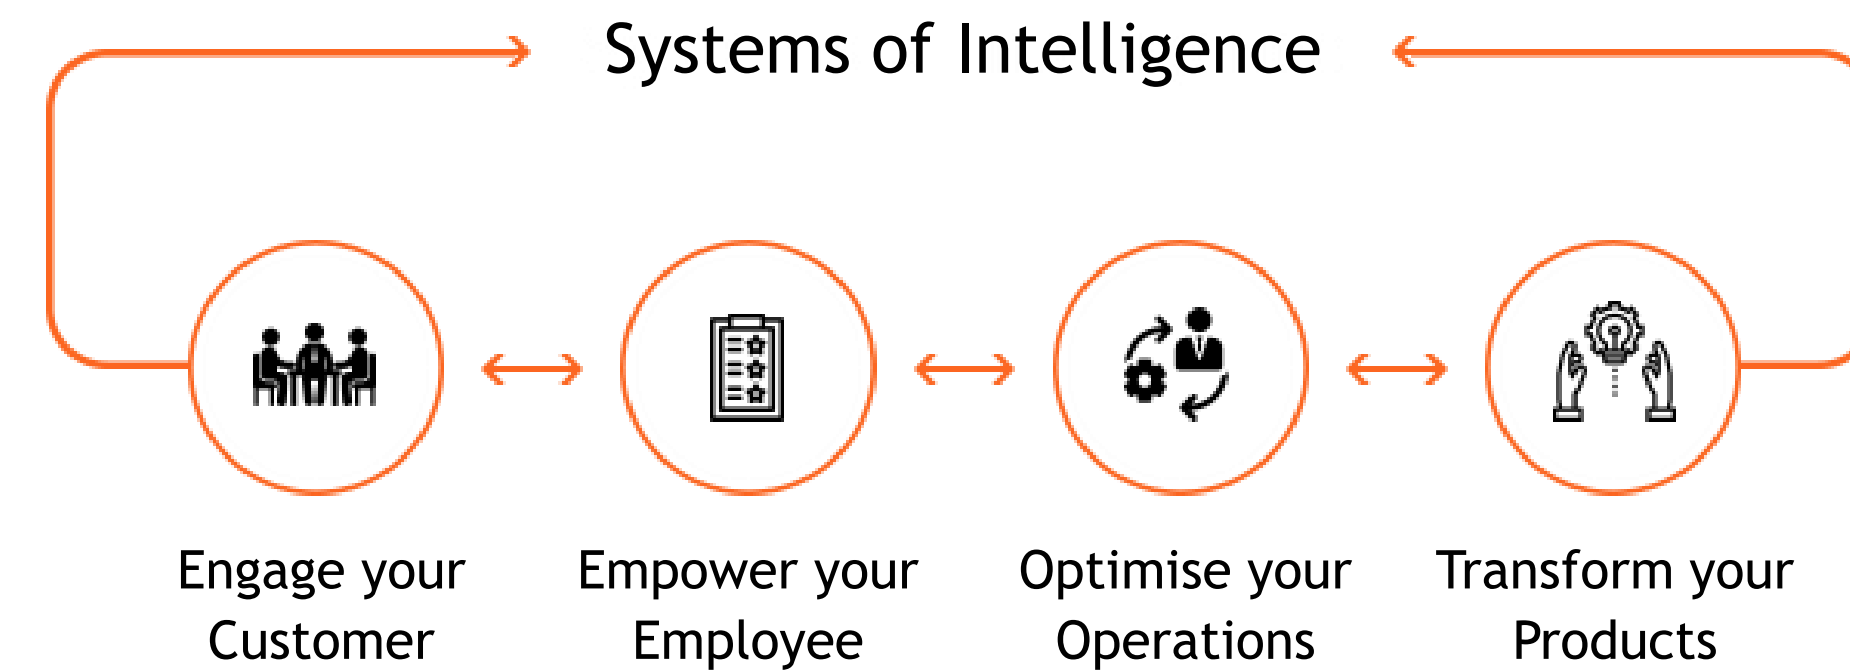 Systems of Intelligence
Engage your
Customer
Empower your
Employee
Optimise your
Operations
Transform your
Products